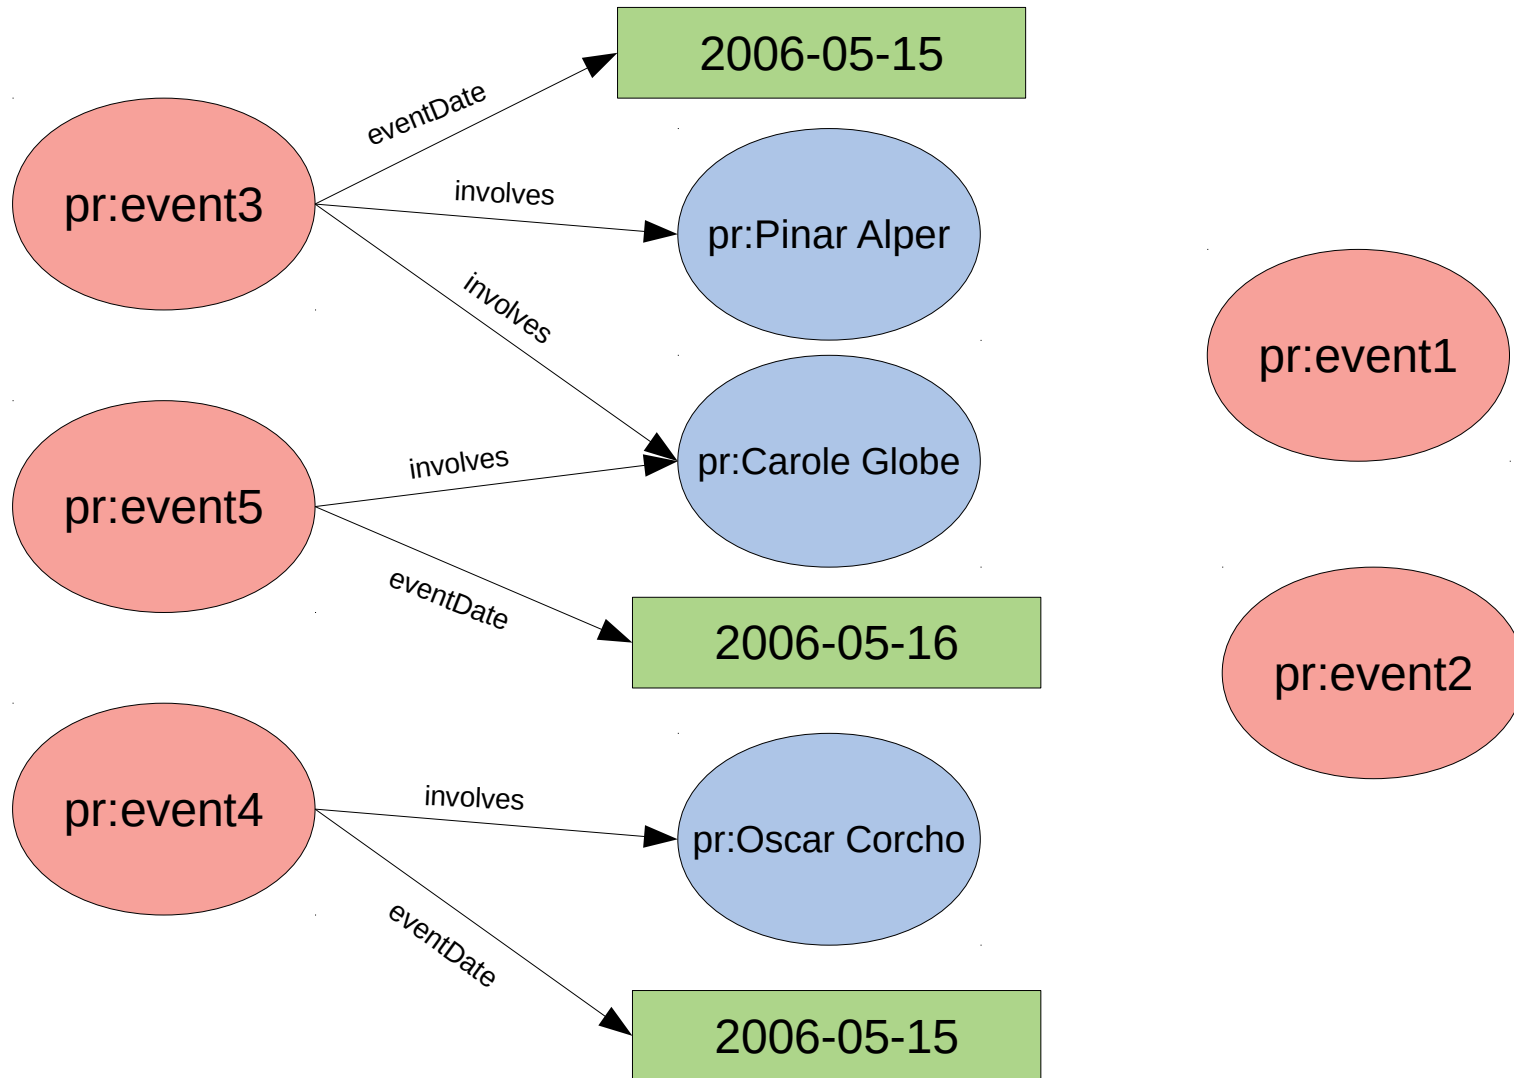 2006-05-15
eventDate
pr:event3
involves
pr:Pinar Alper
involves
pr:event1
pr:Carole Globe
involves
pr:event5
eventDate
2006-05-16
pr:event2
involves
pr:event4
pr:Oscar Corcho
eventDate
2006-05-15